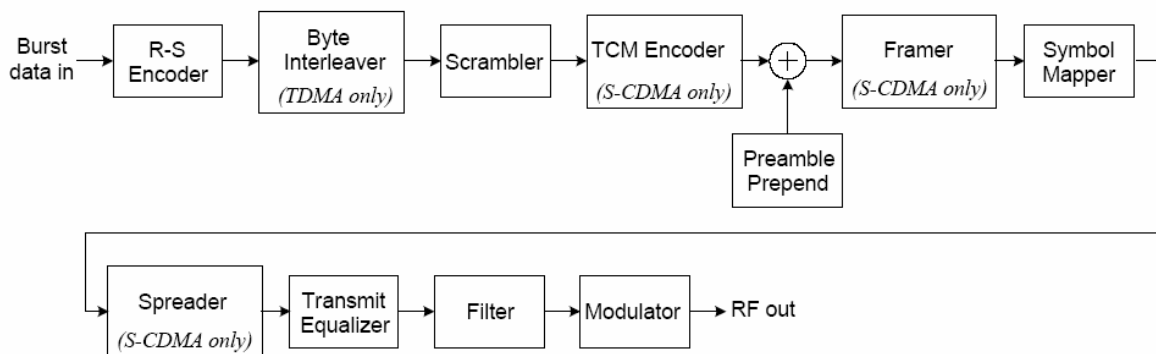 Burst
data in
R-S
Encoder
Byte
Interleaver
(TDMA only)
Scrambler
TCM Encoder
(S-CDMA only)
+
Preamble
Prepend
Framer
(S-CDMA only)
Symbol
Mapper
Spreader
(S-CDMA only)
Transmit
Equalizer
Filter
Modulator
RF out